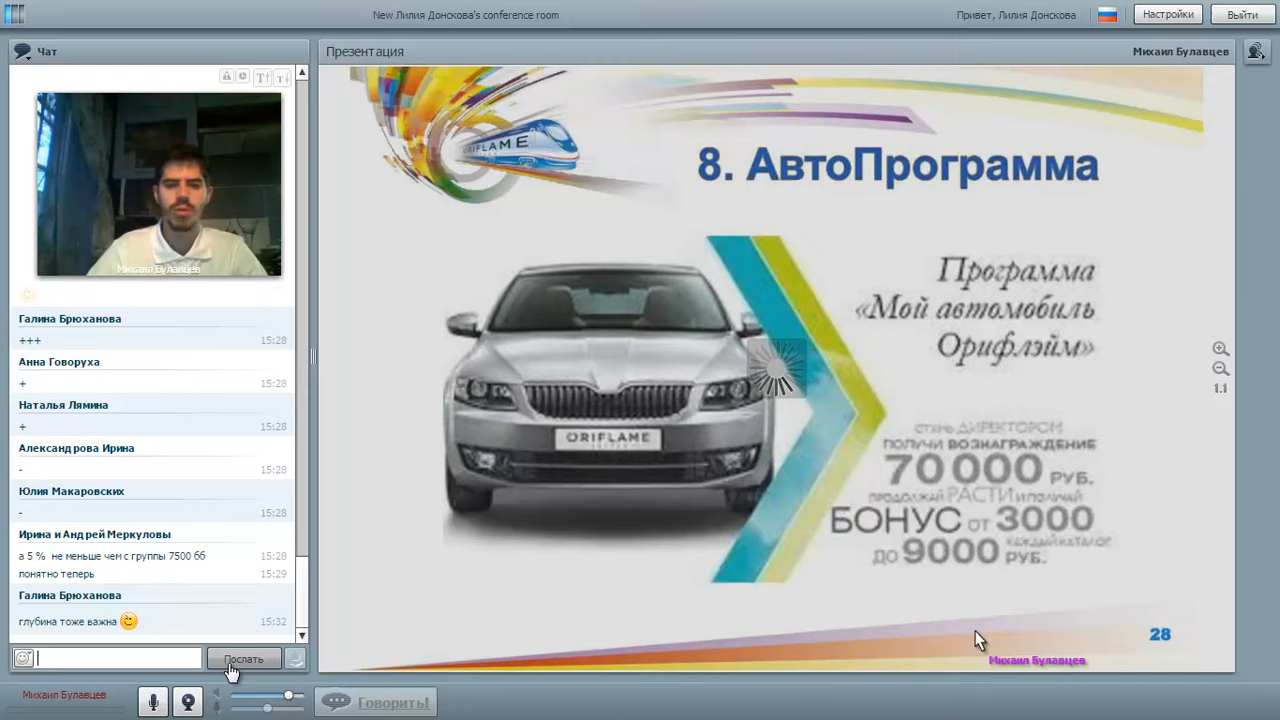 New Лилия Донскова's conference room
Привет, Лилия Донскова
Настройки
Выйти
Чат
Михаил Булавцев
Галина Брюханова
+++ 15:28
Анна Говоруха
+ 15:28
Наталья Лямина
+ 15:28
Александрова Ирина
- 15:28
Юлия Макаровских
- 15:28
Ирина и Андрей Меркуловы
а 5 % не меньше чем с группы 7500 бб 15:28
понятно теперь 15:29
Галина Брюханова
глубина тоже важна 15:32
Послать
Михаил Булавцев
Говорить!
Презентация
Михаил Булавцев
ORIFLAME
8. АвтоПрограмма
Программа
«Мой автомобиль
Орифлэйм»
ORIFLAME
стань ДИРЕКТОРОМ
ПОЛУЧИ ВОЗНАГРАЖДЕНИЕ
70 000 РУБ.
ПРОДОЛЖАЙ РАСТИ и ПОЛУЧАЙ
БОНУС от 3000
КАЖДЫЙ КАТАЛОГ
ДО 9000 РУБ.
28
Михаил Булавцев
1.1